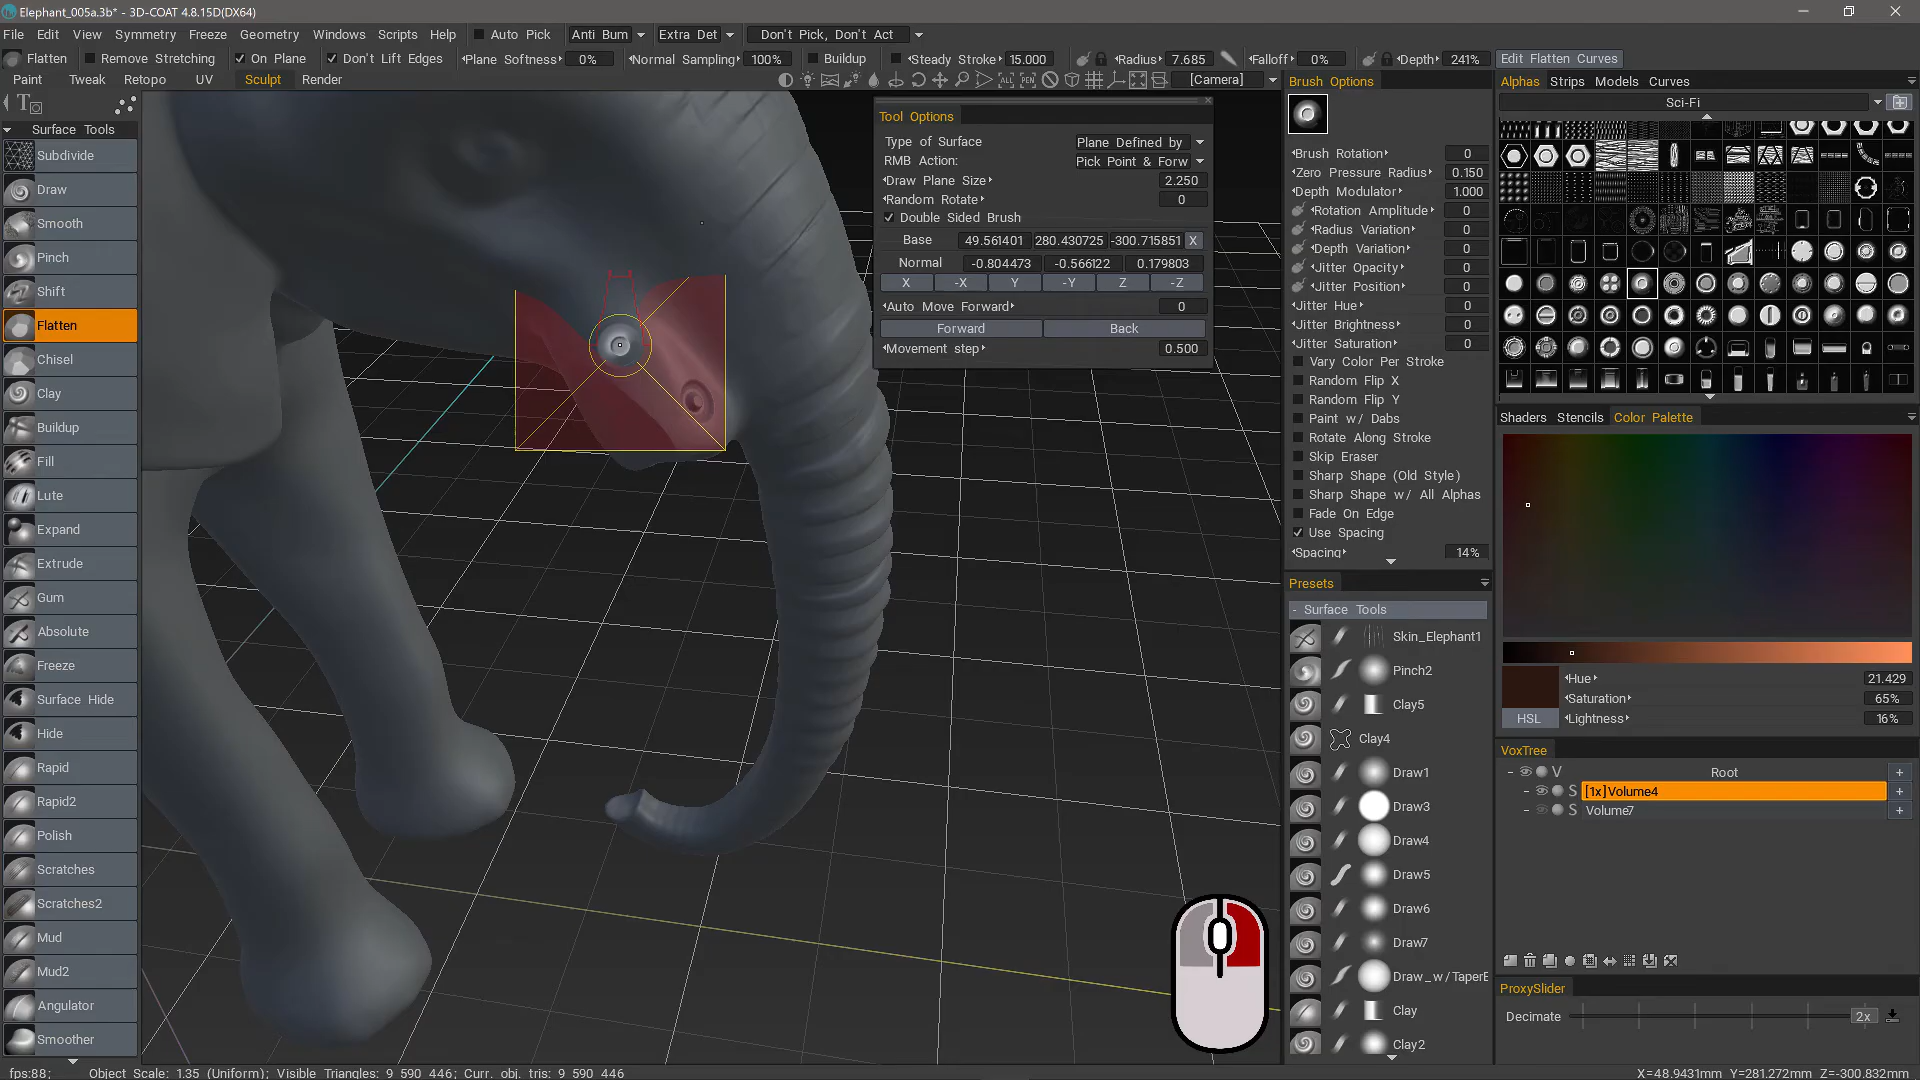 Elephant_005a.3b* - 3D-COAT 4.8.15D(DX64)
File Edit View Symmetry Freeze Geometry Windows Scripts Help Auto Pick Anti Bum Extra Det Don't Pick, Don't Act
Flatten Remove Stretching On Plane Don't Lift Edges Plane Softness 0% Normal Sampling 100% Buildup Steady Stroke 15.000 Radius 7.685 Falloff 0% Depth 241% Edit Flatten Curves
Paint Tweak Retopo UV Sculpt Render [Camera]
Surface Tools
Subdivide
Draw
Smooth
Pinch
Shift
Flatten
Chisel
Clay
Buildup
Fill
Lute
Expand
Extrude
Gum
Absolute
Freeze
Surface Hide
Hide
Rapid
Rapid2
Polish
Scratches
Scratches2
Mud
Mud2
Angulator
Smoother
Tool Options
Type of Surface Plane Defined by
RMB Action: Pick Point & Forw
Draw Plane Size 2.250
Random Rotate 0
Double Sided Brush
Base 49.561401 280.430725 -300.715851 X
Normal -0.804473 -0.566122 0.179803
X -X Y -Y Z -Z
Auto Move Forward 0
Forward Back
Movement step 0.500
Brush Options
Brush Rotation 0
Zero Pressure Radius 0.150
Depth Modulator 1.000
Rotation Amplitude 0
Radius Variation 0
Depth Variation 0
Jitter Opacity 0
Jitter Position 0
Jitter Hue 0
Jitter Brightness 0
Jitter Saturation 0
Vary Color Per Stroke
Random Flip X
Random Flip Y
Paint w/ Dabs
Rotate Along Stroke
Skip Eraser
Sharp Shape (Old Style)
Sharp Shape w/ All Alphas
Fade On Edge
Use Spacing
Spacing 14%
Presets
- Surface Tools
Skin_Elephant1
Pinch2
Clay5
Clay4
Draw1
Draw3
Draw4
Draw5
Draw6
Draw7
Draw_w/TaperE
Clay
Clay2
Alphas Strips Models Curves
Sci-Fi
Shaders Stencils Color Palette
Hue 21.429
Saturation 65%
HSL Lightness 16%
VoxTree
- V Root +
- S [1x]Volume4 +
- S Volume7 +
ProxySlider
Decimate 2x
fps:88; Object Scale: 1.35 (Uniform); Visible Triangles: 9 590 446; Curr. obj. tris: 9 590 446 X=48.9431mm Y=281.272mm Z=-300.832mm